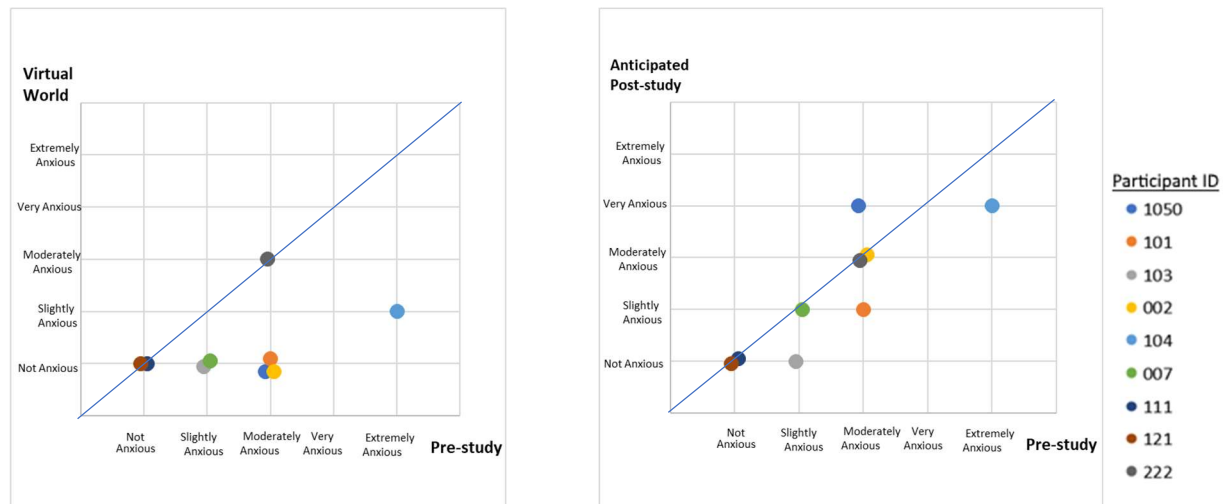 Virtual
World
Extremely
Anxious
Very Anxious
Moderately
Anxious
Slightly
Anxious
Not Anxious
Not
Anxious
Slightly
Anxious
Moderately
Anxious
Very
Anxious
Extremely
Anxious
Pre-study
Anticipated
Post-study
Extremely
Anxious
Very Anxious
Moderately
Anxious
Slightly
Anxious
Not Anxious
Not
Anxious
Slightly
Anxious
Moderately
Anxious
Very
Anxious
Extremely
Anxious
Pre-study
Participant ID
1050
101
103
002
104
007
111
121
222